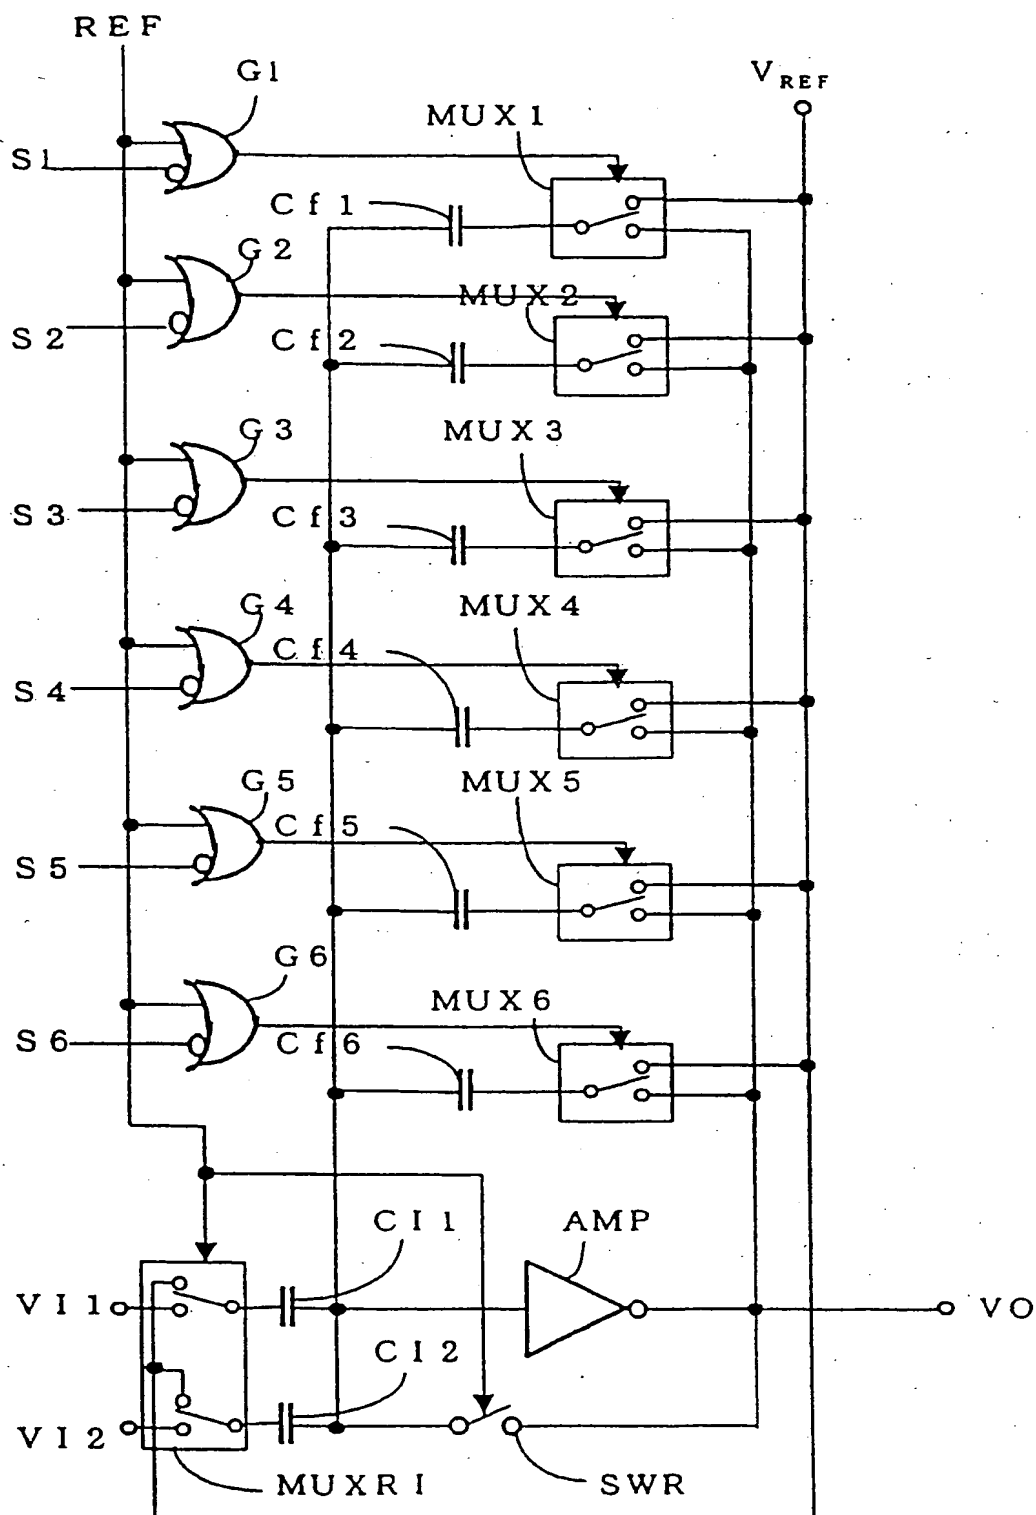 REF
G1
VREF
MUX1
S1
Cf1
G2
MUX2
S2
Cf2
G3
MUX3
S3
Cf3
G4
MUX4
Cf4
S4
G5
MUX5
Cf5
S5
G6
MUX6
S6
Cf6
CI1
AMP
VI1
VO
CI2
VI2
MUXRI
SWR